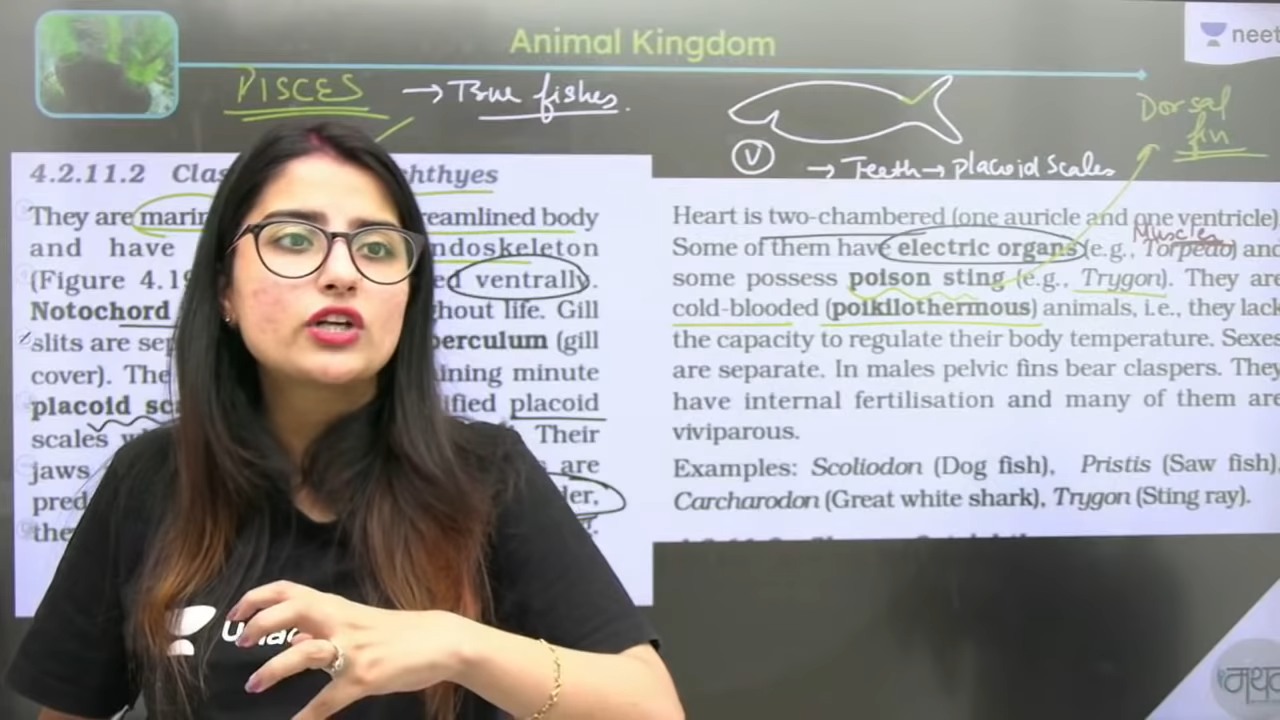 Animal Kingdom
neet
PISCES → True fishes.
Dorsal
fin
V
→ Teeth → placoid Scales
4.2.11.2 Clas
hthyes
They are marin
reamlined body
and have
ndoskeleton
(Figure 4.19
ed ventrally.
Notochord
ghout life. Gill
slits are sep
perculum (gill
cover). The
ining minute
placoid sc
ified placoid
scales w
Their
jaws
are
pred
der,
the
Heart is two-chambered (one auricle and one ventricle).
Muscles
Some of them have electric organs (e.g., Torpedo) and
some possess poison sting (e.g., Trygon). They are
cold-blooded (poikilothermous) animals, i.e., they lack
the capacity to regulate their body temperature. Sexes
are separate. In males pelvic fins bear claspers. They
have internal fertilisation and many of them are
viviparous.
Examples: Scoliodon (Dog fish), Pristis (Saw fish),
Carcharodon (Great white shark), Trygon (Sting ray).